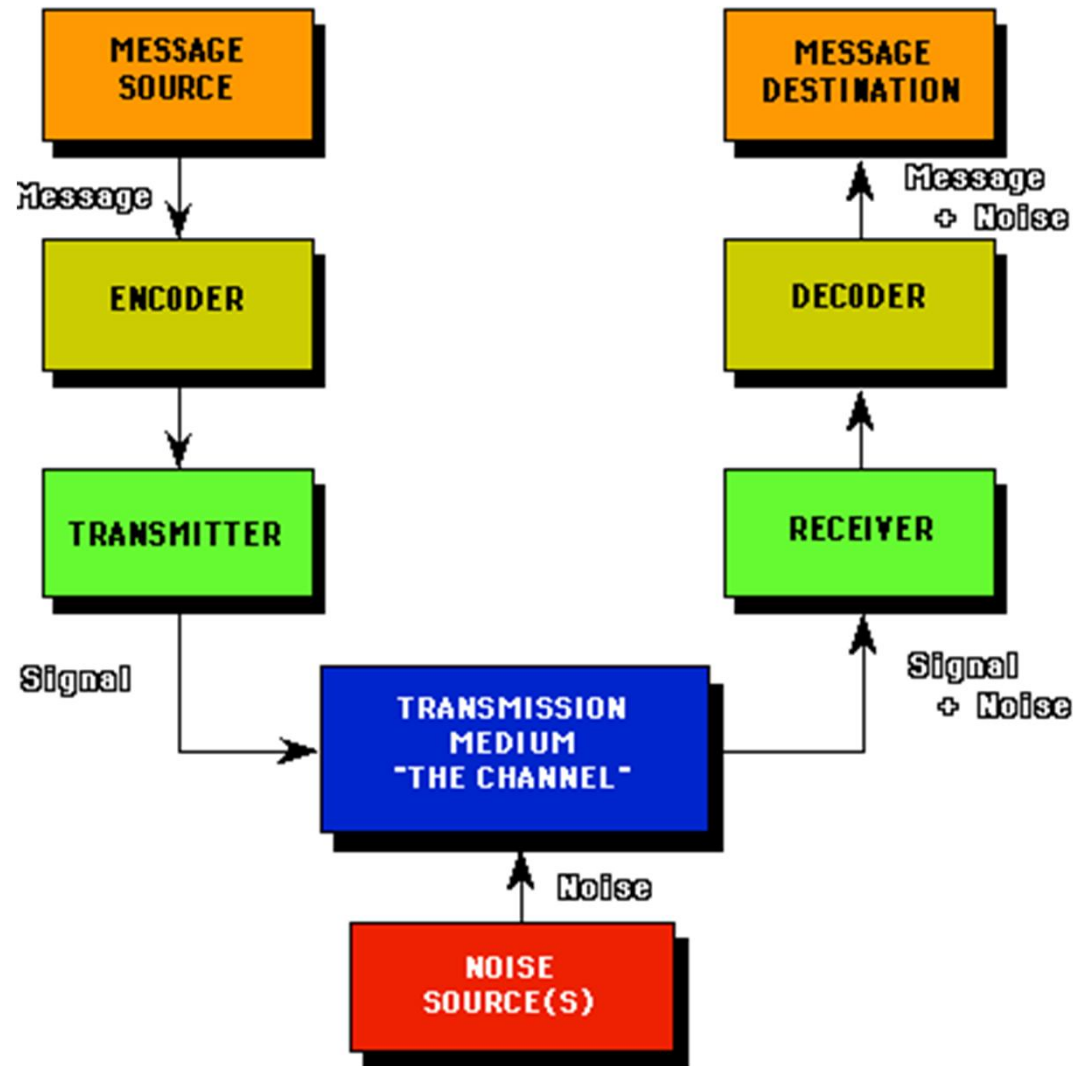 MESSAGE
SOURCE
MESSAGE
DESTINATION
Message
Message
+ Noise
ENCODER
DECODER
TRANSMITTER
RECEIVER
Signal
Signal
+ Noise
TRANSMISSION
MEDIUM
"THE CHANNEL"
Noise
NOISE
SOURCE(S)